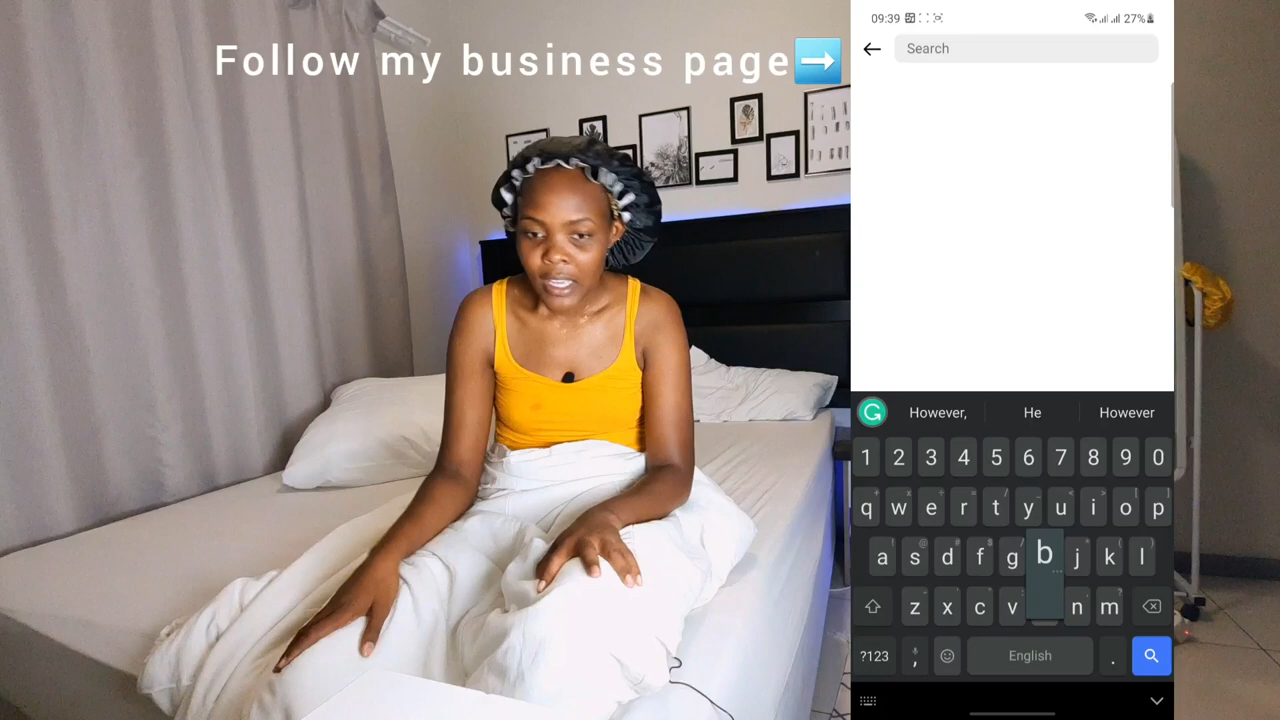 Follow my business page➡️
09:39
27%
Search
However,
He
However
1 2 3 4 5 6 7 8 9 0
q w e r t y u i o p
a s d f g b j k l
z x c v n m
?123 , English .